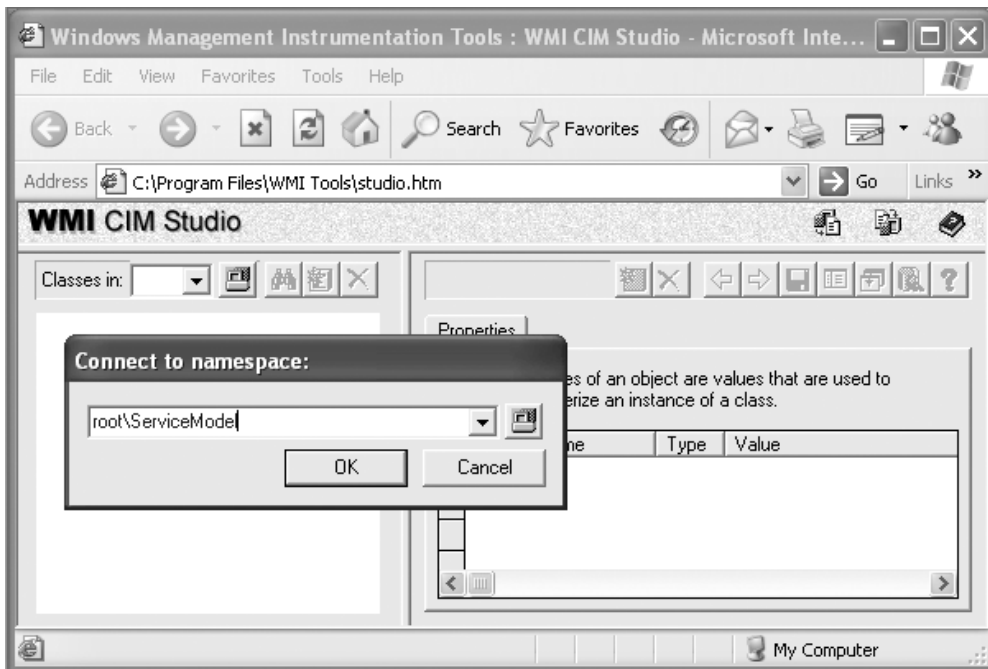 Windows Management Instrumentation Tools : WMI CIM Studio - Microsoft Inte...
File Edit View Favorites Tools Help
Back Search Favorites
Address C:\Program Files\WMI Tools\studio.htm Go Links »
WMI CIM Studio
Classes in:
Properties
Connect to namespace:
es of an object are values that are used to
erize an instance of a class.
root\ServiceModel
me Type Value
OK Cancel
My Computer